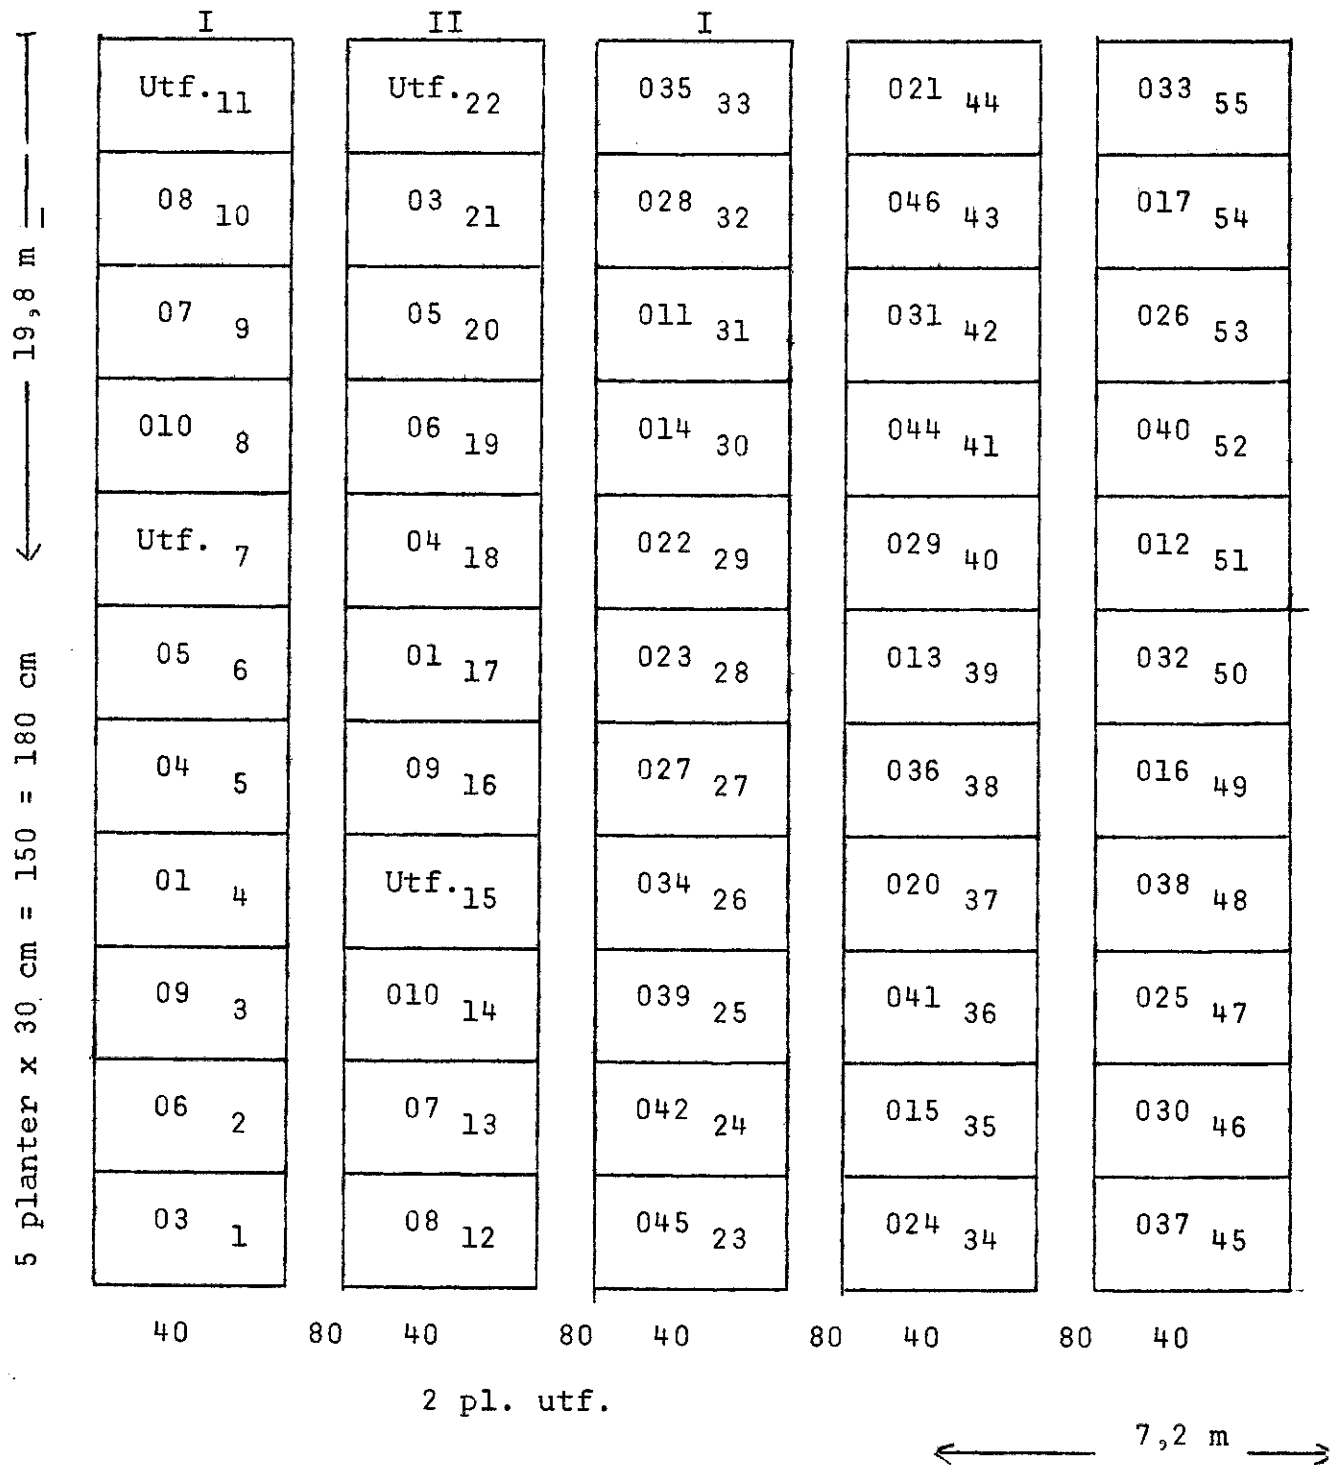 I II I
Utf. 11 Utf. 22 035 33 021 44 033 55
08 10 03 21 028 32 046 43 017 54
07 9 05 20 011 31 031 42 026 53
010 8 06 19 014 30 044 41 040 52
Utf. 7 04 18 022 29 029 40 012 51
05 6 01 17 023 28 013 39 032 50
04 5 09 16 027 27 036 38 016 49
01 4 Utf. 15 034 26 020 37 038 48
09 3 010 14 039 25 041 36 025 47
06 2 07 13 042 24 015 35 030 46
03 1 08 12 045 23 024 34 037 45
40 80 40 80 40 80 40 80 40
2 pl. utf.
7,2 m
5 planter x 30 cm = 150 = 180 cm
19,8 m